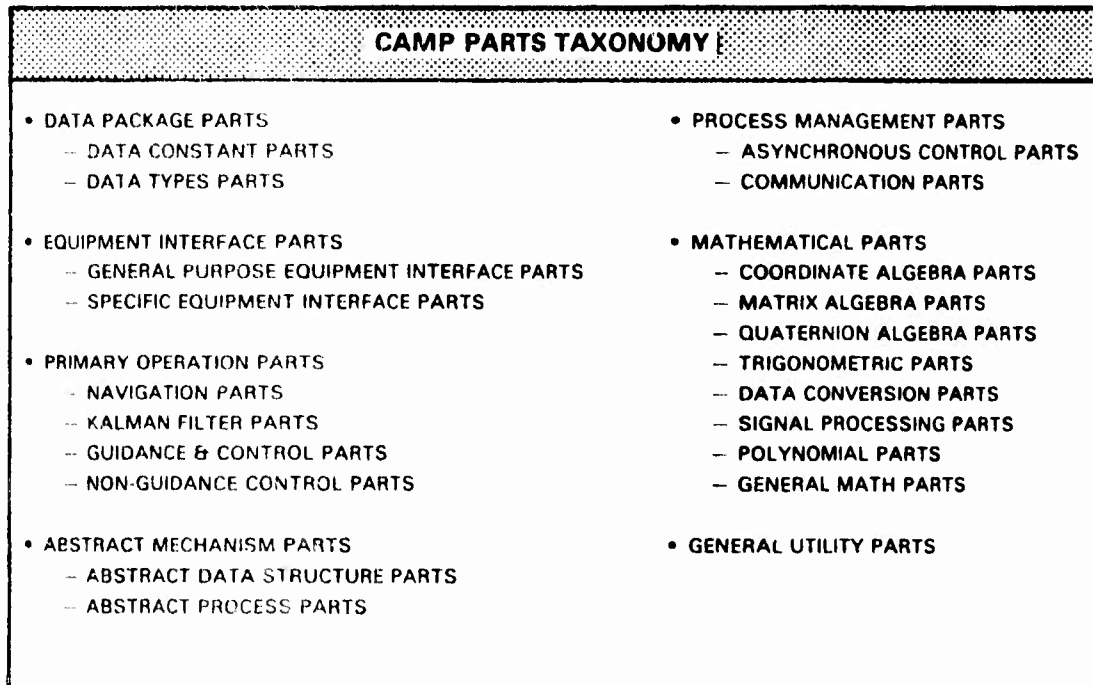 CAMP PARTS TAXONOMY
• DATA PACKAGE PARTS
– DATA CONSTANT PARTS
– DATA TYPES PARTS
• EQUIPMENT INTERFACE PARTS
– GENERAL PURPOSE EQUIPMENT INTERFACE PARTS
– SPECIFIC EQUIPMENT INTERFACE PARTS
• PRIMARY OPERATION PARTS
– NAVIGATION PARTS
– KALMAN FILTER PARTS
– GUIDANCE & CONTROL PARTS
– NON-GUIDANCE CONTROL PARTS
• ABSTRACT MECHANISM PARTS
– ABSTRACT DATA STRUCTURE PARTS
– ABSTRACT PROCESS PARTS
• PROCESS MANAGEMENT PARTS
– ASYNCHRONOUS CONTROL PARTS
– COMMUNICATION PARTS
• MATHEMATICAL PARTS
– COORDINATE ALGEBRA PARTS
– MATRIX ALGEBRA PARTS
– QUATERNION ALGEBRA PARTS
– TRIGONOMETRIC PARTS
– DATA CONVERSION PARTS
– SIGNAL PROCESSING PARTS
– POLYNOMIAL PARTS
– GENERAL MATH PARTS
• GENERAL UTILITY PARTS